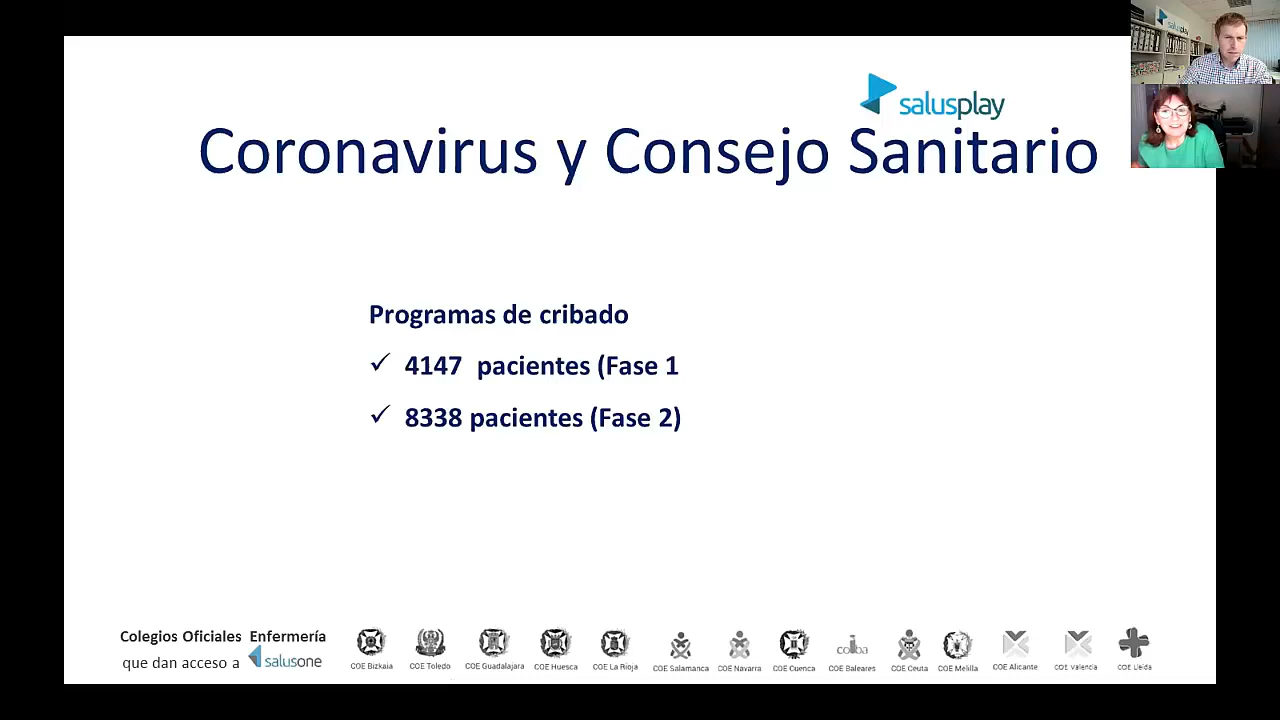 salusplay
salusplay
Coronavirus y Consejo Sanitario
Programas de cribado
✓ 4147 pacientes (Fase 1
✓ 8338 pacientes (Fase 2)
Colegios Oficiales Enfermería
que dan acceso a salusone
COE Bizkaia COE Toledo COE Guadalajara COE Huesca COE La Rioja COE Salamanca COE Navarra COE Cuenca COE Baleares COE Ceuta COE Melilla COE Alicante COE Valencia COE Lleida